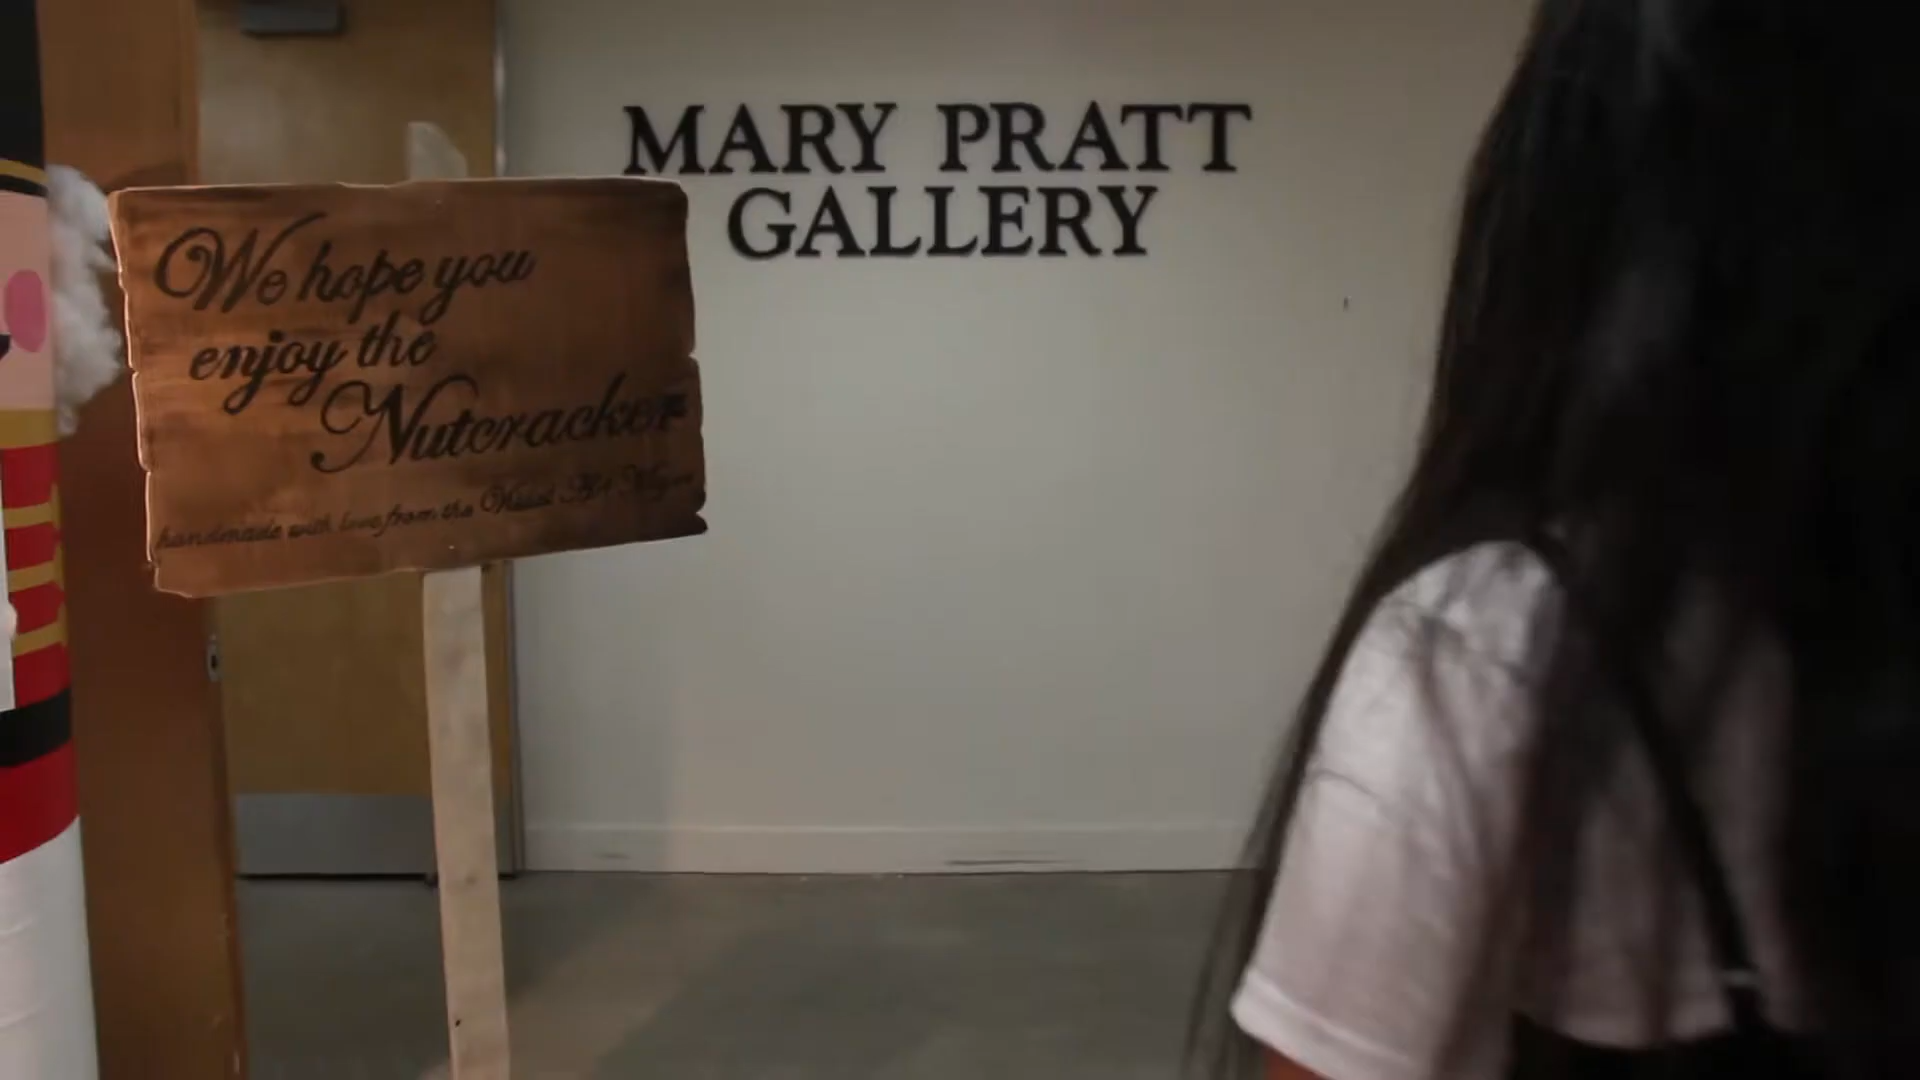 MARY PRATT
GALLERY
We hope you
enjoy the
Nutcracker
handmade with love from the